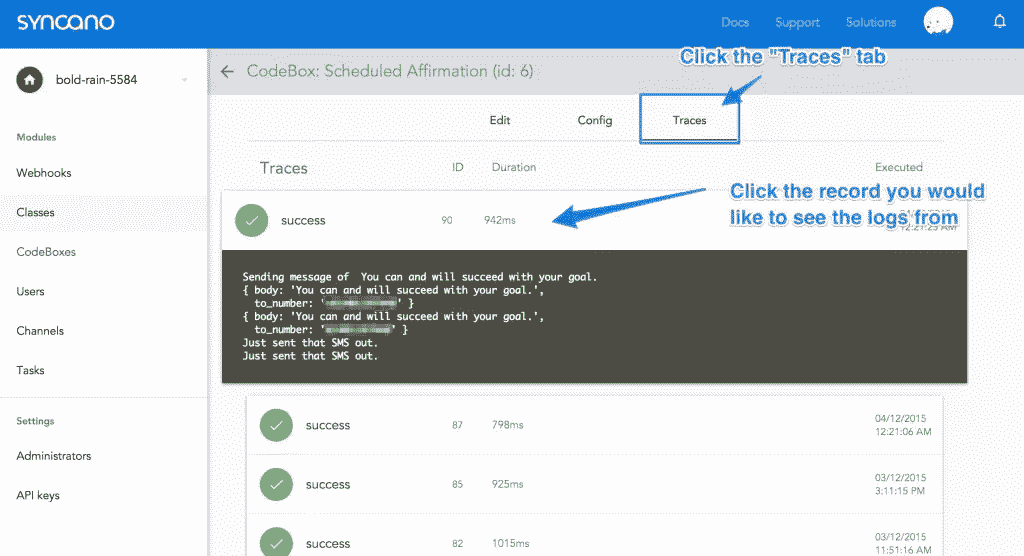 syncano
Docs
Support
Solutions
bold-rain-5584
CodeBox: Scheduled Affirmation (id: 6)
Click the "Traces" tab
Edit
Config
Traces
Modules
Webhooks
Classes
CodeBoxes
Users
Channels
Tasks
Settings
Administrators
API keys
Traces
ID
Duration
Executed
success
90
942ms
Click the record you would
like to see the logs from
12:21:25 AM
Sending message of  You can and will succeed with your goal.
{ body: 'You can and will succeed with your goal.',
to_number: '
' }
{ body: 'You can and will succeed with your goal.',
to_number: '
' }
Just sent that SMS out.
Just sent that SMS out.
success
87
798ms
04/12/2015
12:21:06 AM
success
85
925ms
03/12/2015
3:11:15 PM
success
82
1015ms
03/12/2015
11:51:16 AM